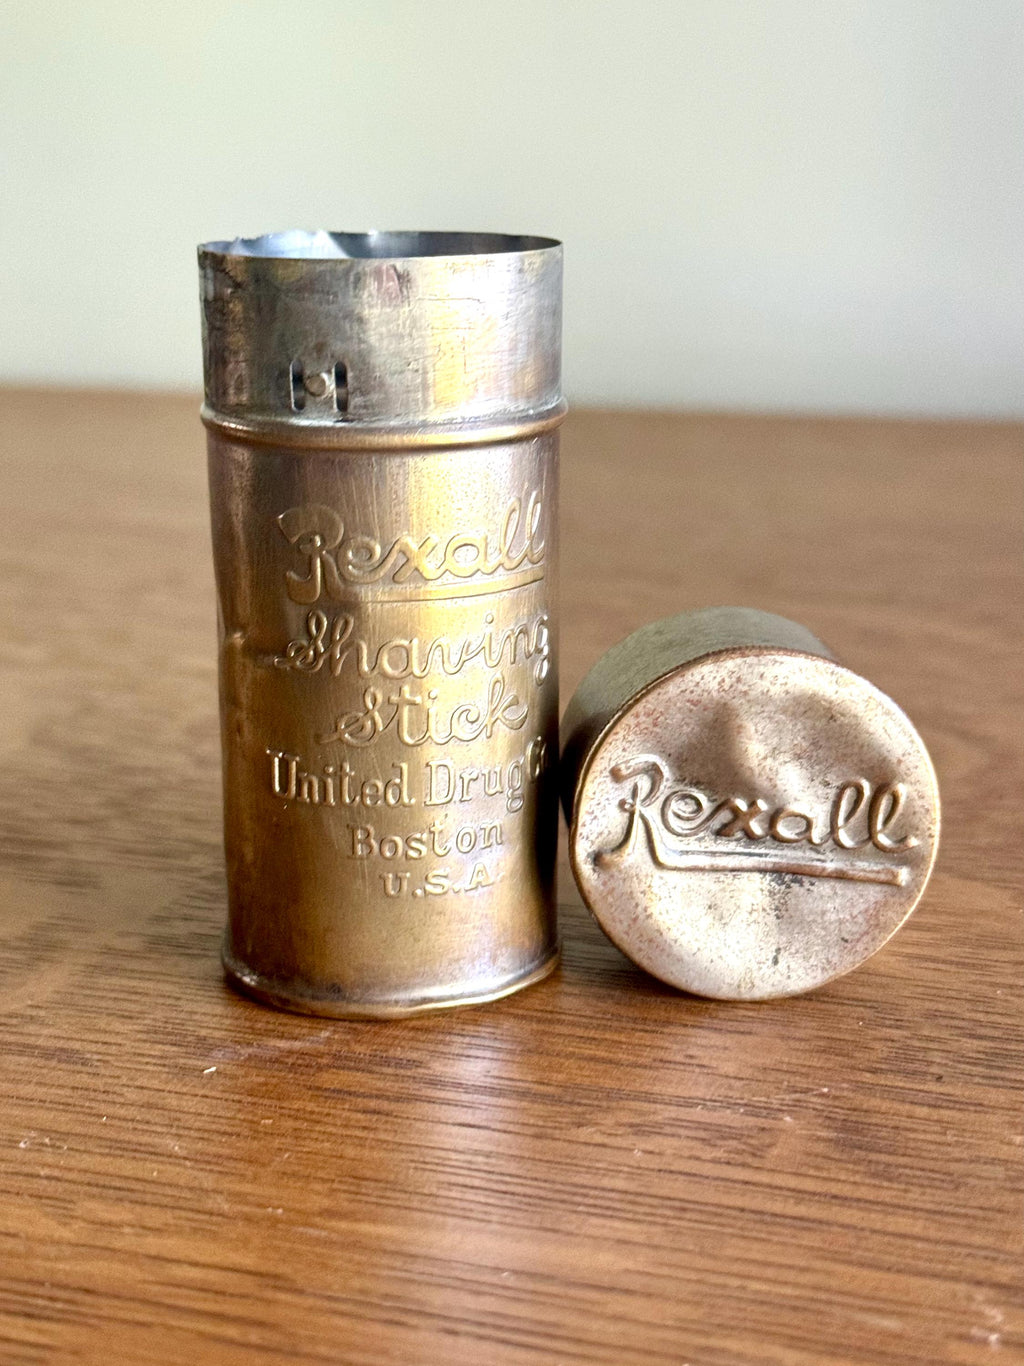 Rexall
Shaving
Stick
United Drug Co
Boston
U.S.A
Rexall